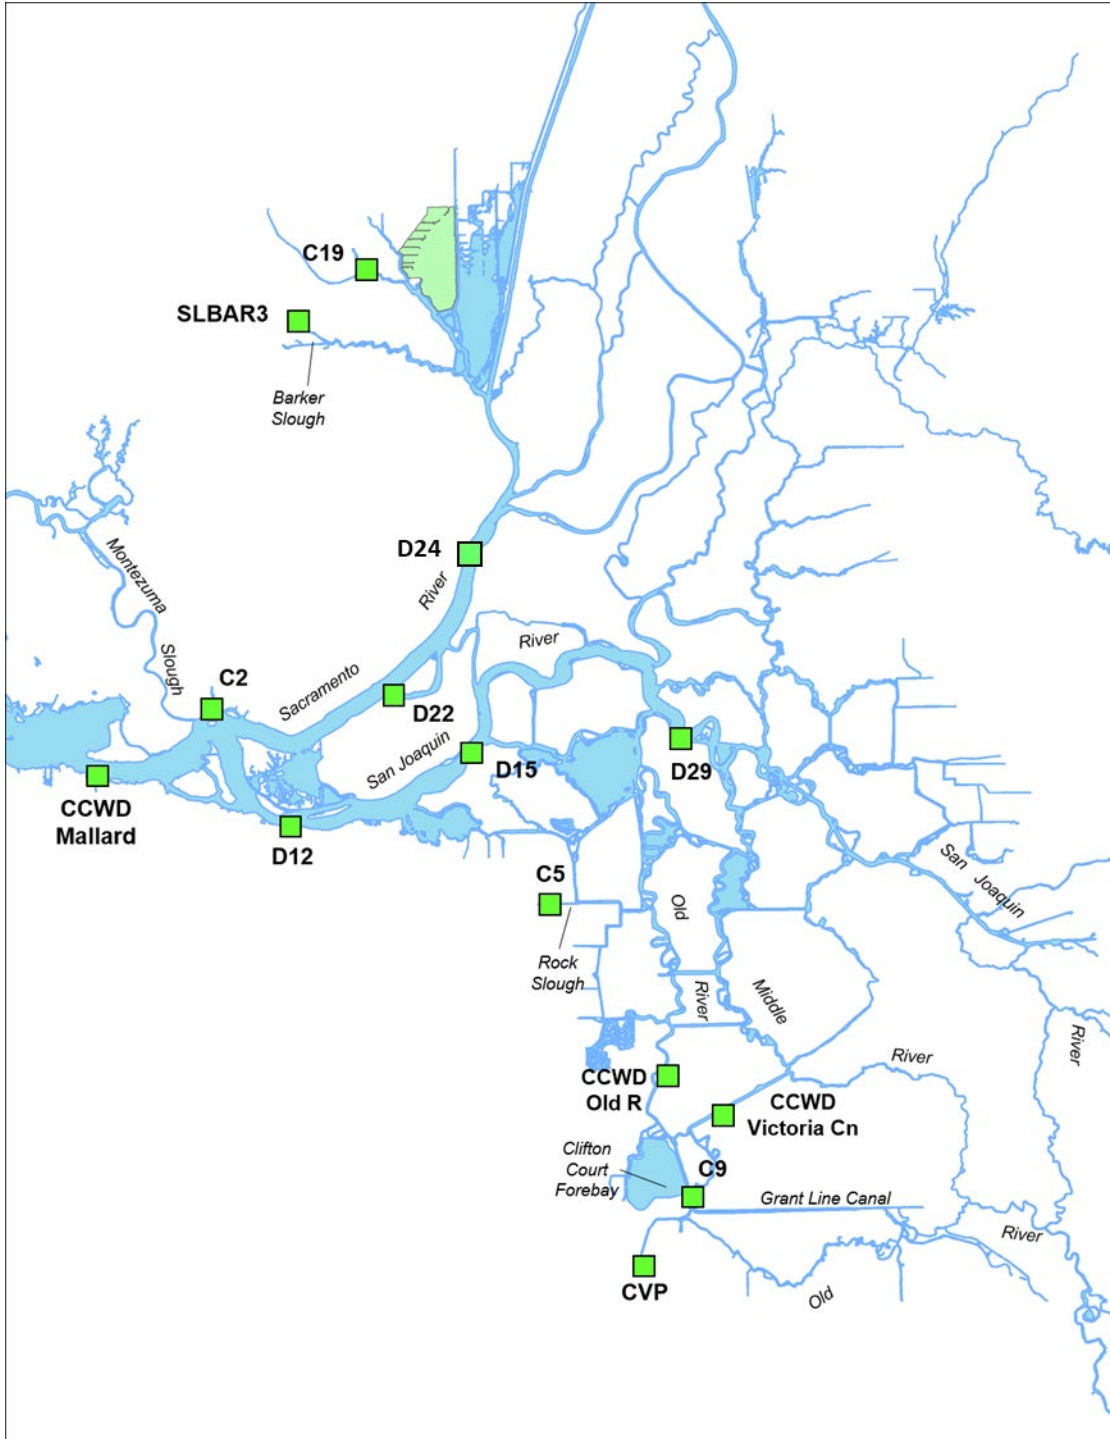 C19
SLBAR3
Barker
Slough
D24
River
Montezuma
Slough
River
C2
Sacramento
D22
San Joaquin
D15
D29
CCWD
Mallard
D12
C5
San Joaquin
Old
Rock
Slough
River
Middle
River
River
CCWD
Old R
CCWD
Victoria Cn
Clifton
Court
Forebay
C9
Grant Line Canal
River
CVP
Old